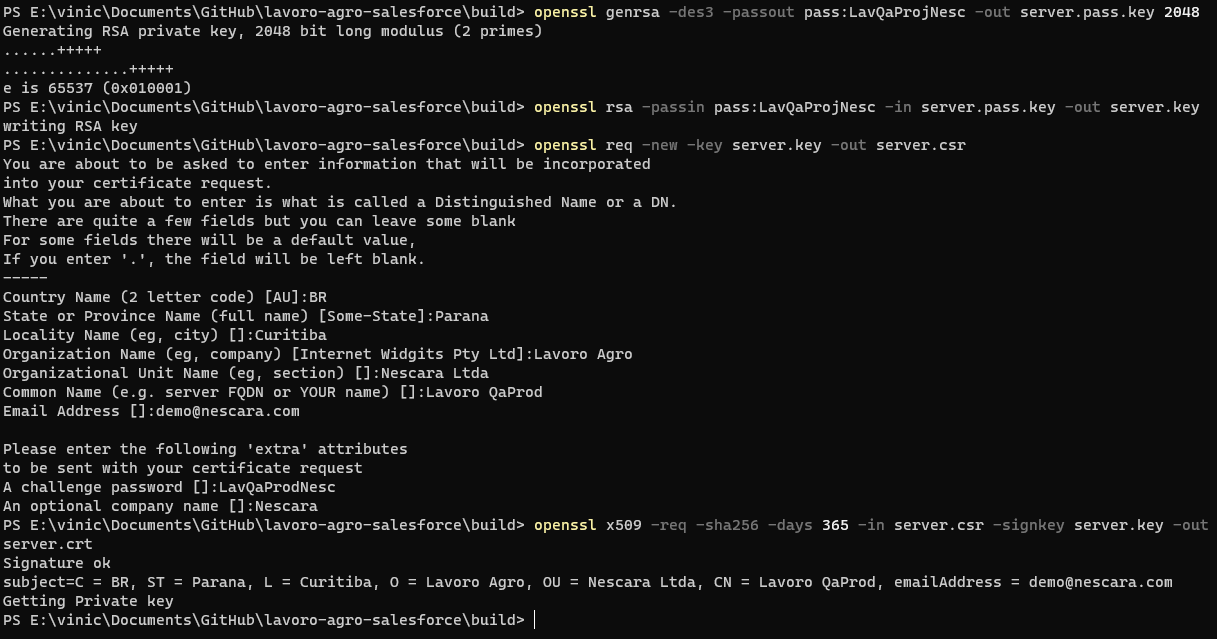 PS E:\vinic\Documents\GitHub\lavoro-agro-salesforce\build> openssl genrsa -des3 -passout pass:LavQaProjNesc -out server.pass.key 2048
Generating RSA private key, 2048 bit long modulus (2 primes)
......+++++
..............+++++
e is 65537 (0x010001)
PS E:\vinic\Documents\GitHub\lavoro-agro-salesforce\build> openssl rsa -passin pass:LavQaProjNesc -in server.pass.key -out server.key
writing RSA key
PS E:\vinic\Documents\GitHub\lavoro-agro-salesforce\build> openssl req -new -key server.key -out server.csr
You are about to be asked to enter information that will be incorporated
into your certificate request.
What you are about to enter is what is called a Distinguished Name or a DN.
There are quite a few fields but you can leave some blank
For some fields there will be a default value,
If you enter '.', the field will be left blank.
-----
Country Name (2 letter code) [AU]:BR
State or Province Name (full name) [Some-State]:Parana
Locality Name (eg, city) []:Curitiba
Organization Name (eg, company) [Internet Widgits Pty Ltd]:Lavoro Agro
Organizational Unit Name (eg, section) []:Nescara Ltda
Common Name (e.g. server FQDN or YOUR name) []:Lavoro QaProd
Email Address []:demo@nescara.com
Please enter the following 'extra' attributes
to be sent with your certificate request
A challenge password []:LavQaProdNesc
An optional company name []:Nescara
PS E:\vinic\Documents\GitHub\lavoro-agro-salesforce\build> openssl x509 -req -sha256 -days 365 -in server.csr -signkey server.key -out
server.crt
Signature ok
subject=C = BR, ST = Parana, L = Curitiba, O = Lavoro Agro, OU = Nescara Ltda, CN = Lavoro QaProd, emailAddress = demo@nescara.com
Getting Private key
PS E:\vinic\Documents\GitHub\lavoro-agro-salesforce\build>